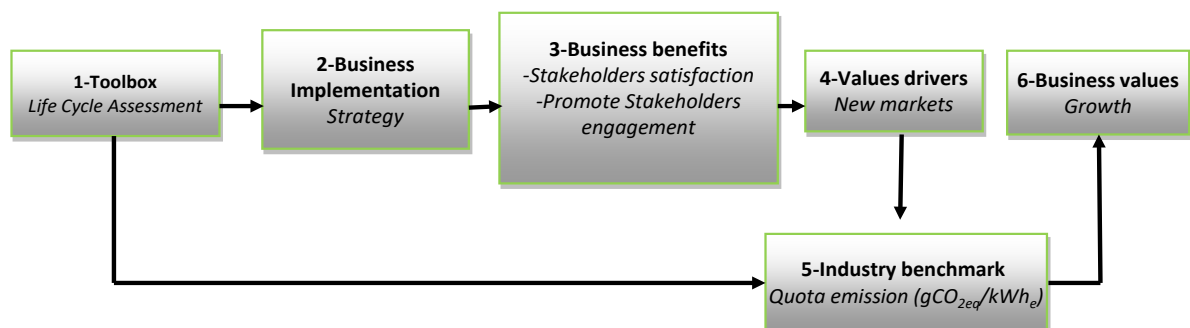 1-Toolbox
Life Cycle Assessment
2-Business
Implementation
Strategy
3-Business benefits
-Stakeholders satisfaction
-Promote Stakeholders
engagement
4-Values drivers
New markets
6-Business values
Growth
5-Industry benchmark
Quota emission (gCO2eq/kWhe)